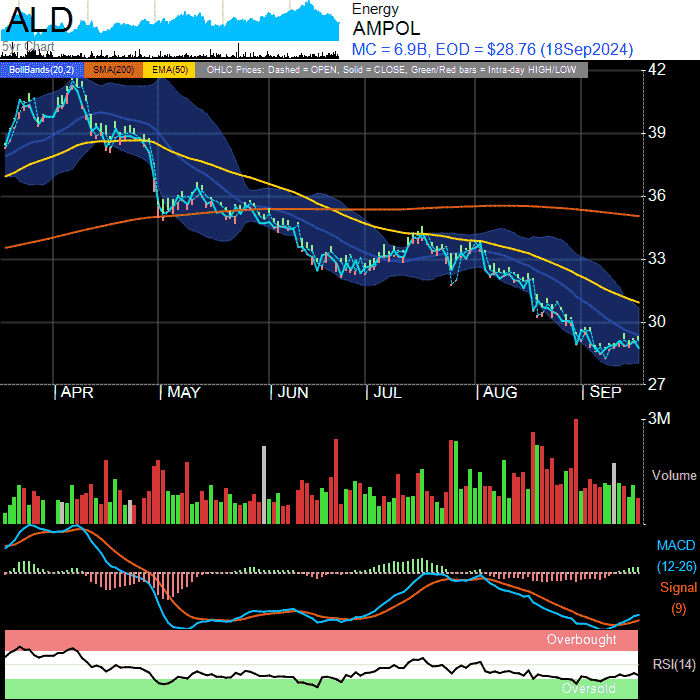 ALD
5yr Chart
Energy
AMPOL
MC = 6.9B, EOD = $28.76 (18Sep2024)
BollBands(20,2) SMA(200) EMA(50) OHLC Prices: Dashed = OPEN, Solid = CLOSE, Green/Red bars = Intra-day HIGH/LOW
42
39
36
33
30
27
APR MAY JUN JUL AUG SEP
3M
Volume
MACD
(12-26)
Signal
(9)
Overbought
RSI(14)
Oversold